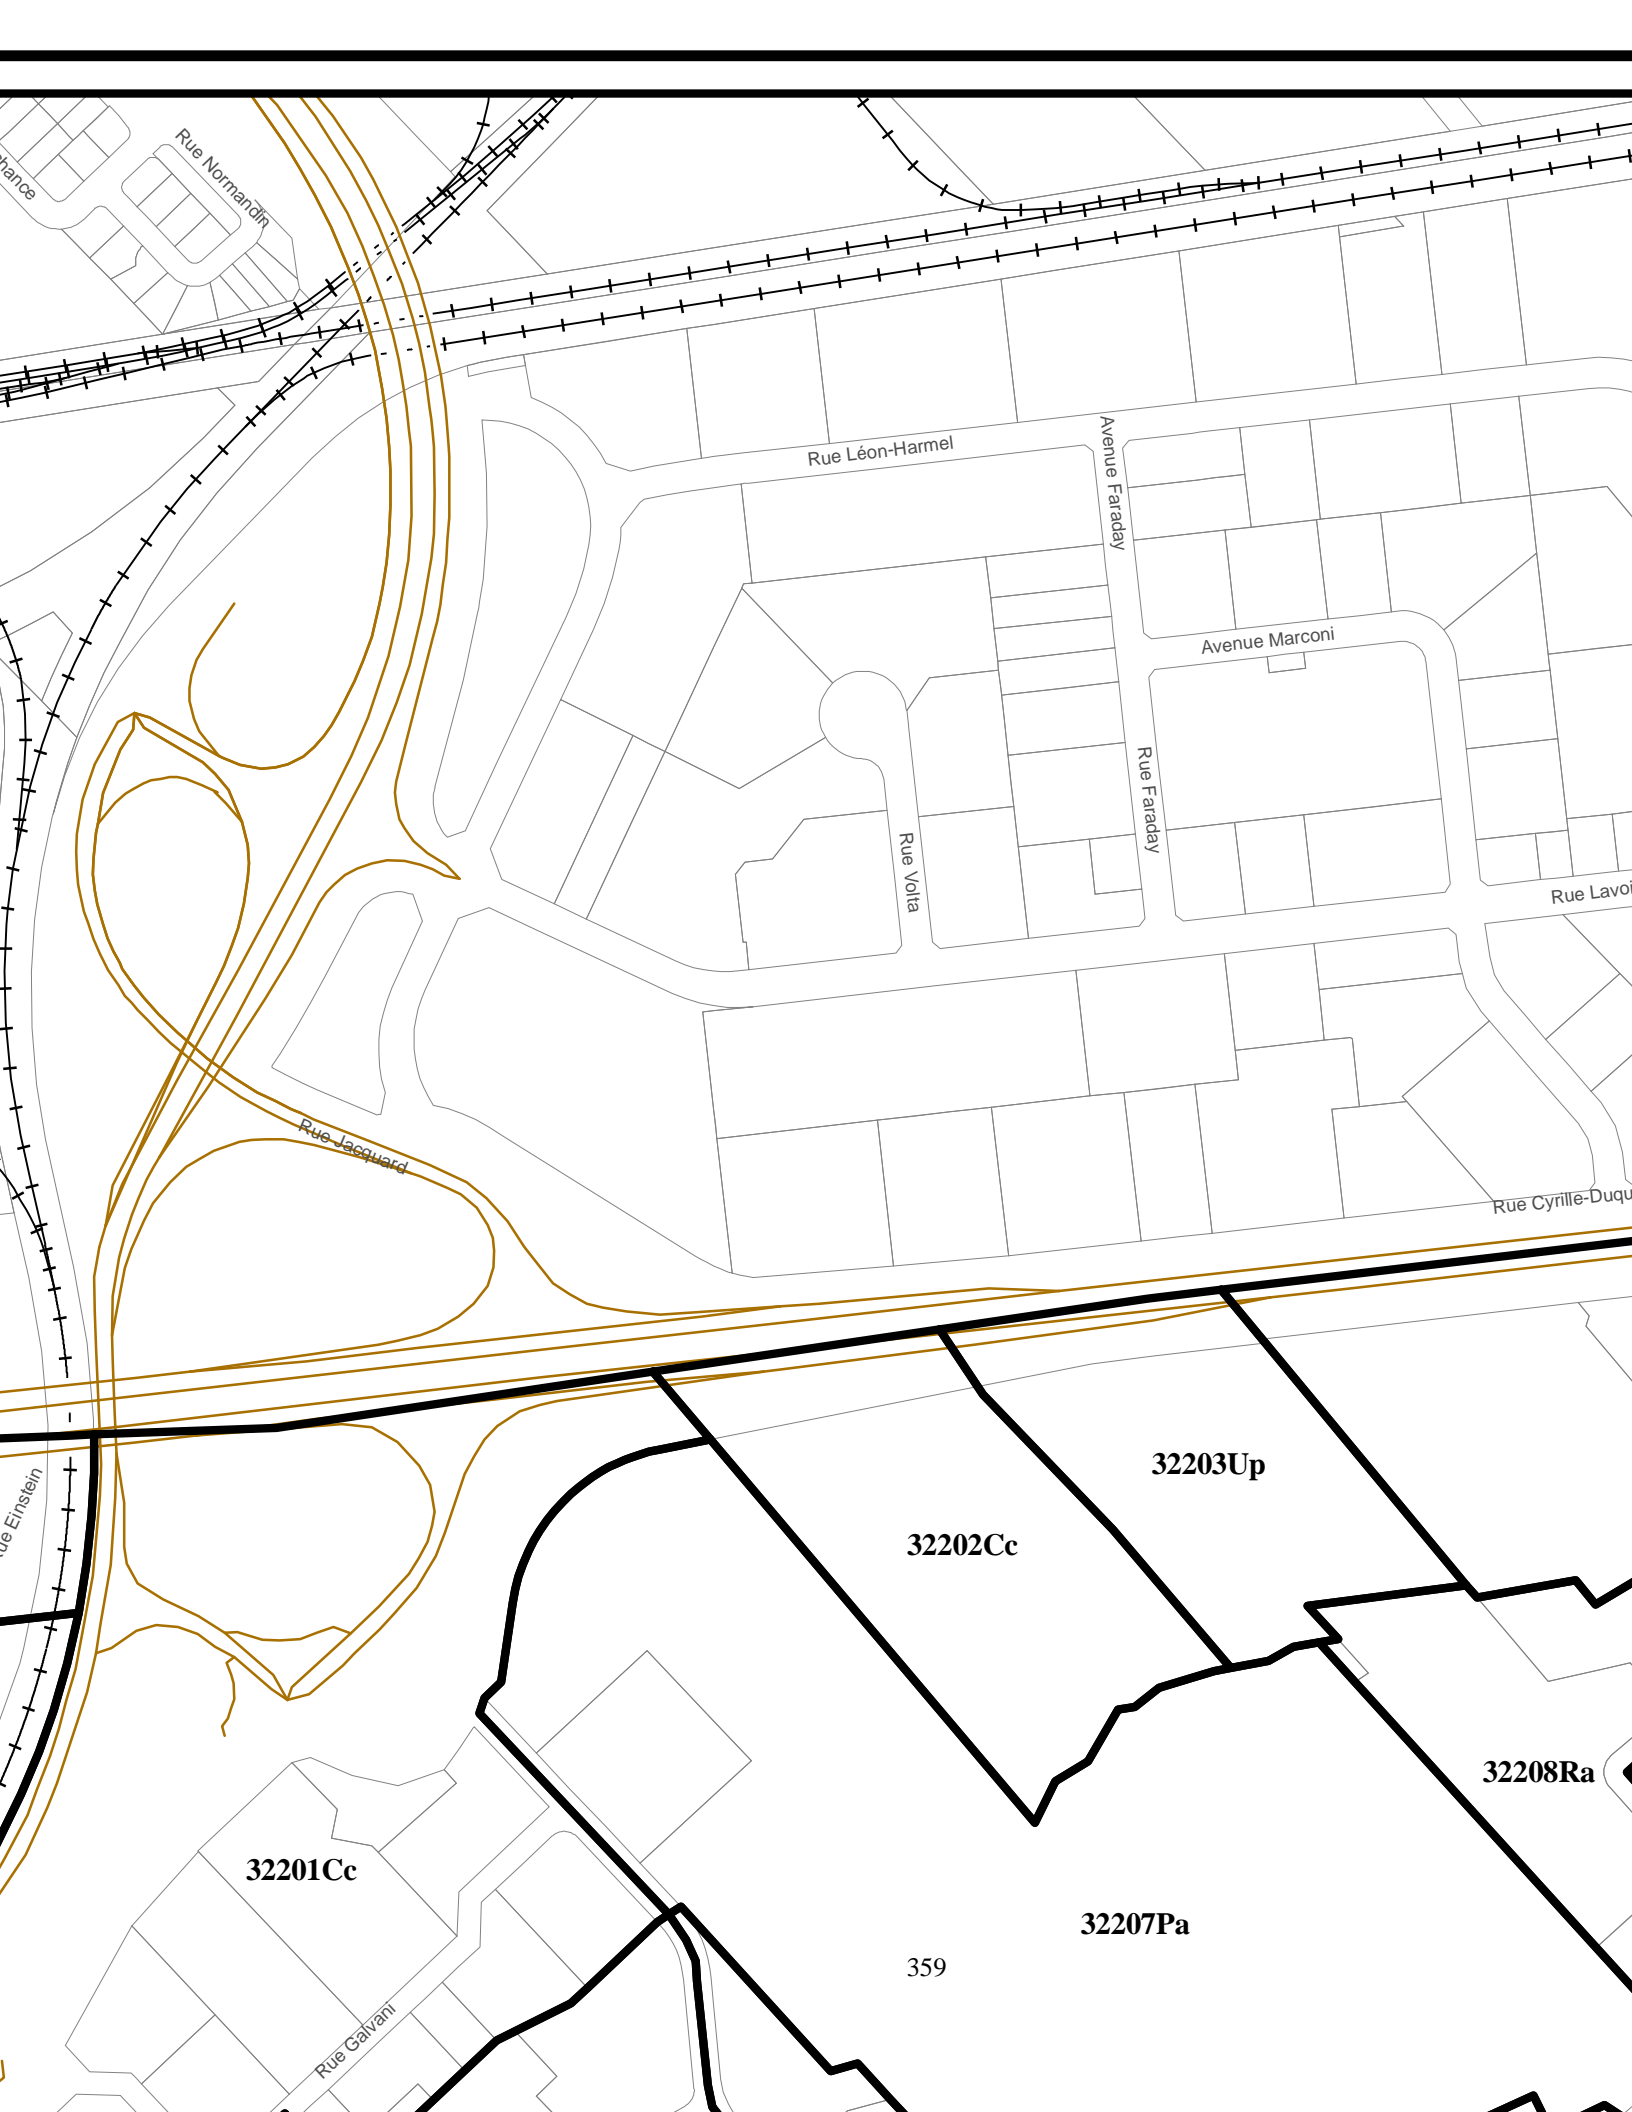 Rue Normandin
Rue Léon-Harmel
Avenue Faraday
Avenue Marconi
Rue Faraday
Rue Volta
Rue Jacquard
32203Up
32202Cc
Einstein
32208Ra
32201Cc
32207Pa
359
Rue Galvani